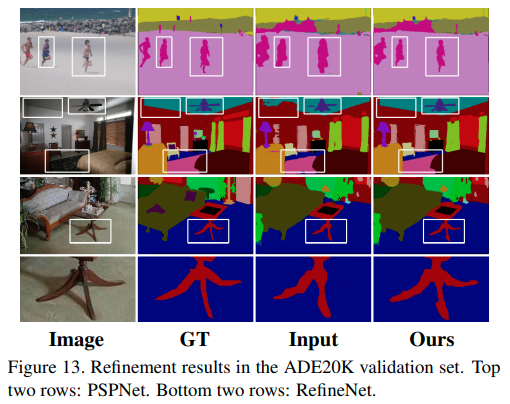 Image GT Input Ours
Figure 13. Refinement results in the ADE20K validation set. Top
two rows: PSPNet. Bottom two rows: RefineNet.